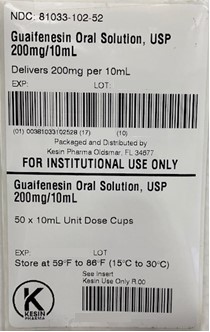 NDC: 81033-102-52
Guaifenesin Oral Solution, USP
200mg/10mL
Delivers 200mg per 10mL
EXP: LOT:
(01) 00381033102528 (17) (10)
Packaged and Distributed by
Kesin Pharma Oldsmar, FL 34677
FOR INSTITUTIONAL USE ONLY
Guaifenesin Oral Solution, USP
200mg/10mL
50 x 10mL Unit Dose Cups
EXP: LOT:
Store at 59°F to 86°F (15°C to 30°C)
See Insert
Kesin Use Only R.00
K
KESIN
PHARMA